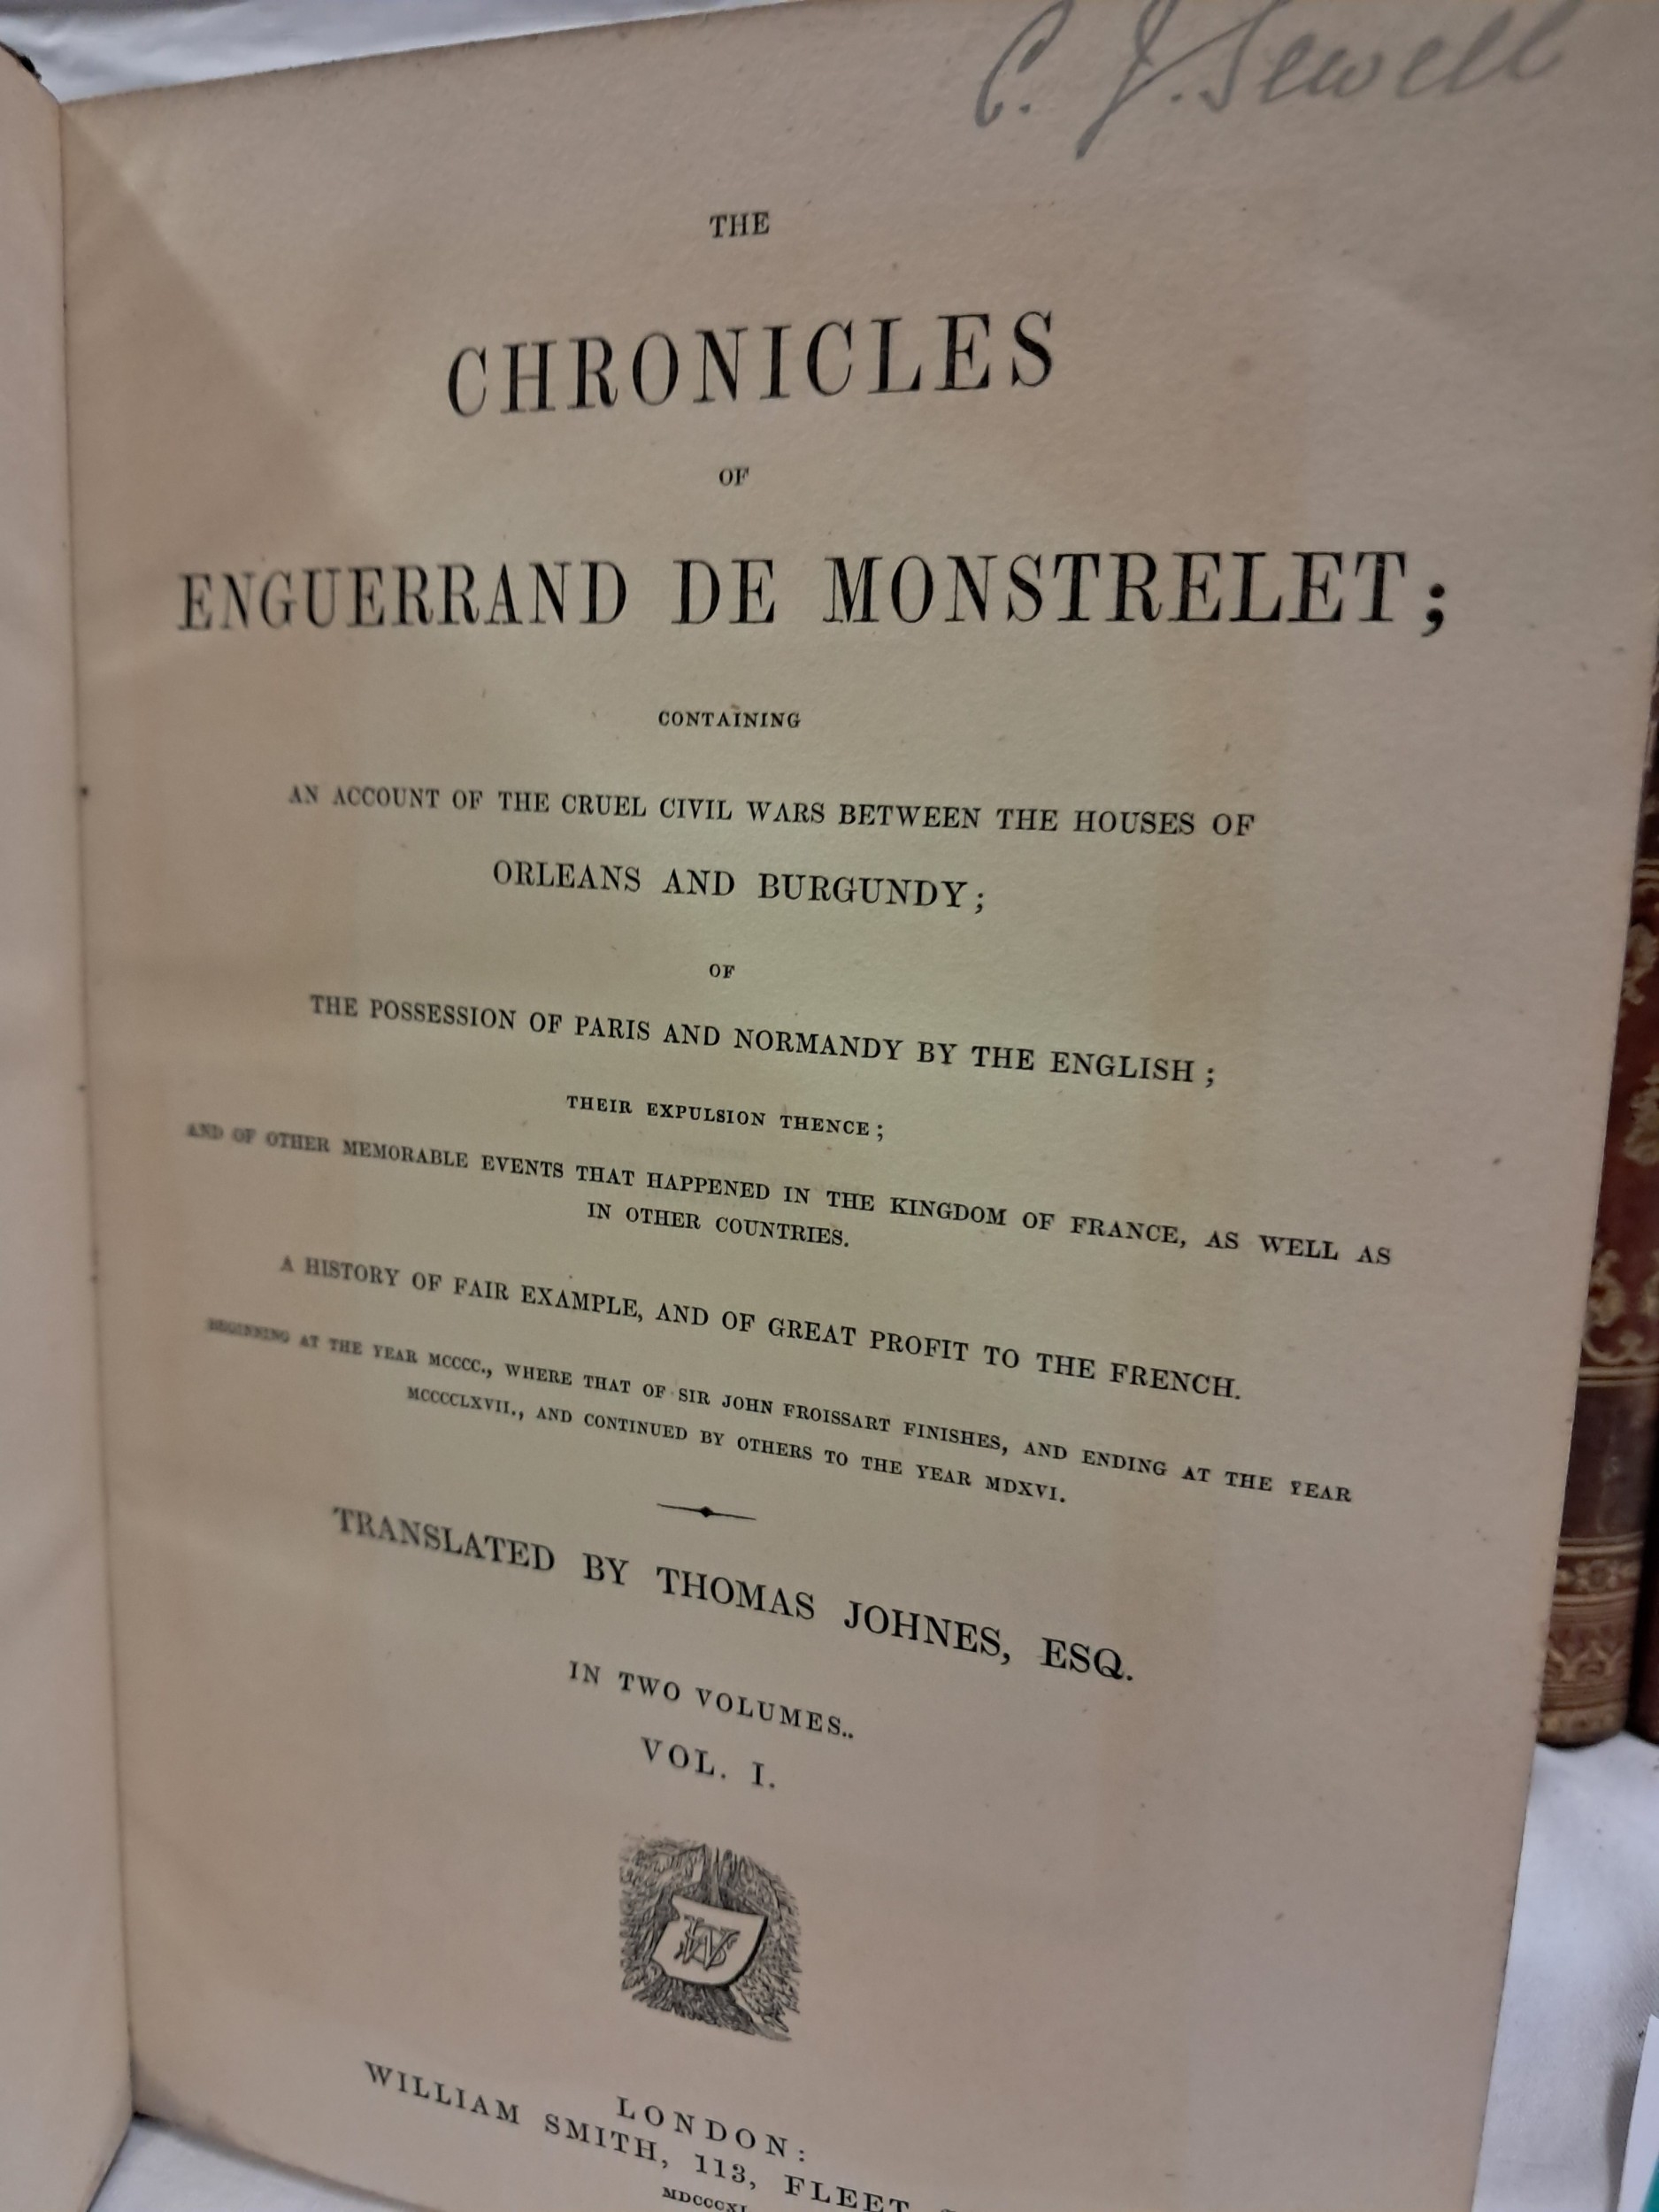 C. J. Sewell
THE
CHRONICLES
OF
ENGUERRAND DE MONSTRELET;
CONTAINING
AN ACCOUNT OF THE CRUEL CIVIL WARS BETWEEN THE HOUSES OF
ORLEANS AND BURGUNDY;
OF
THE POSSESSION OF PARIS AND NORMANDY BY THE ENGLISH;
THEIR EXPULSION THENCE;
AND OF OTHER MEMORABLE EVENTS THAT HAPPENED IN THE KINGDOM OF FRANCE, AS WELL AS
IN OTHER COUNTRIES.
A HISTORY OF FAIR EXAMPLE, AND OF GREAT PROFIT TO THE FRENCH.
BEGINNING AT THE YEAR MCCCC., WHERE THAT OF SIR JOHN FROISSART FINISHES, AND ENDING AT THE YEAR
MCCCCLXVII., AND CONTINUED BY OTHERS TO THE YEAR MDXVI.
TRANSLATED BY THOMAS JOHNES, ESQ.
IN TWO VOLUMES..
VOL. I.
LONDON:
WILLIAM SMITH, 113, FLEET